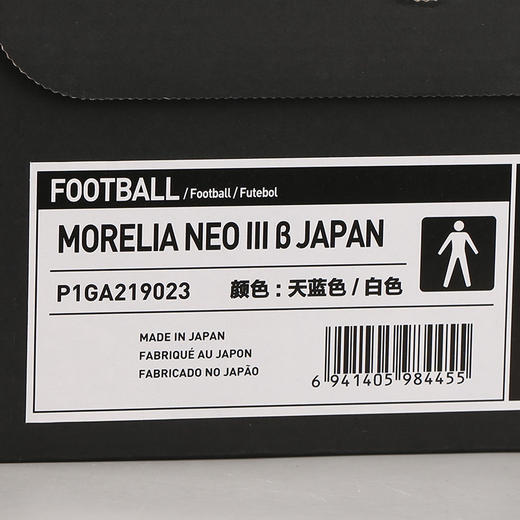 FOOTBALL / Football / Futebol
MORELIA NEO III β JAPAN
P1GA219023 颜色：天蓝色 / 白色
MADE IN JAPAN
FABRIQUÉ AU JAPON
FABRICADO NO JAPÃO
6 941405 984455